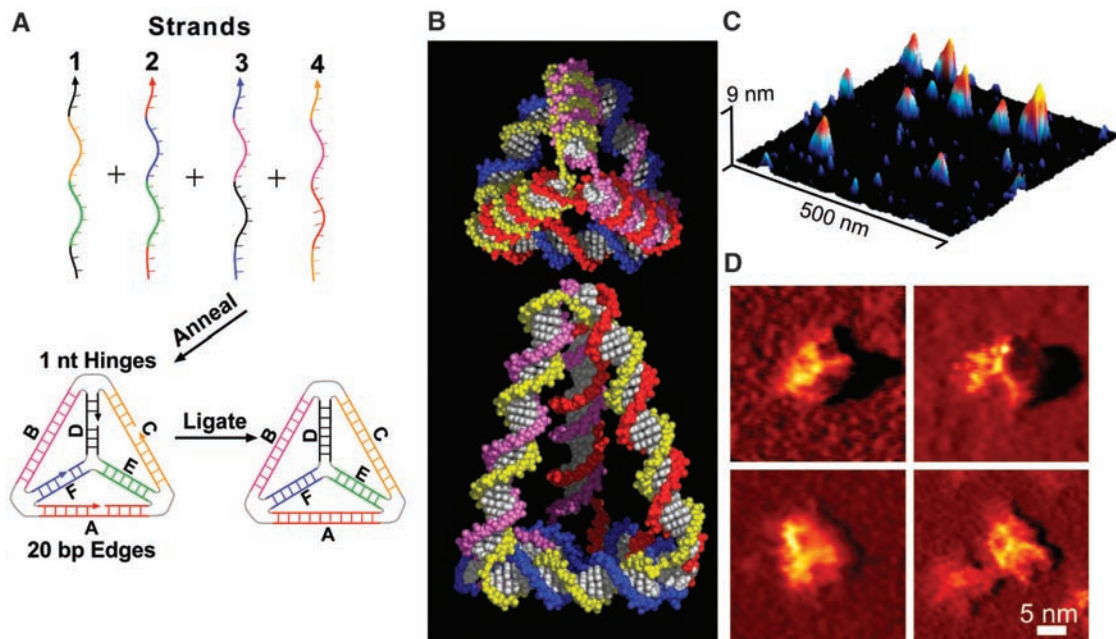 A
Strands
1 2 3 4
+ + +
Anneal
1 nt Hinges
B D C
F E
A
20 bp Edges
Ligate
B D C
F E
A
B
C
9 nm
500 nm
D
5 nm